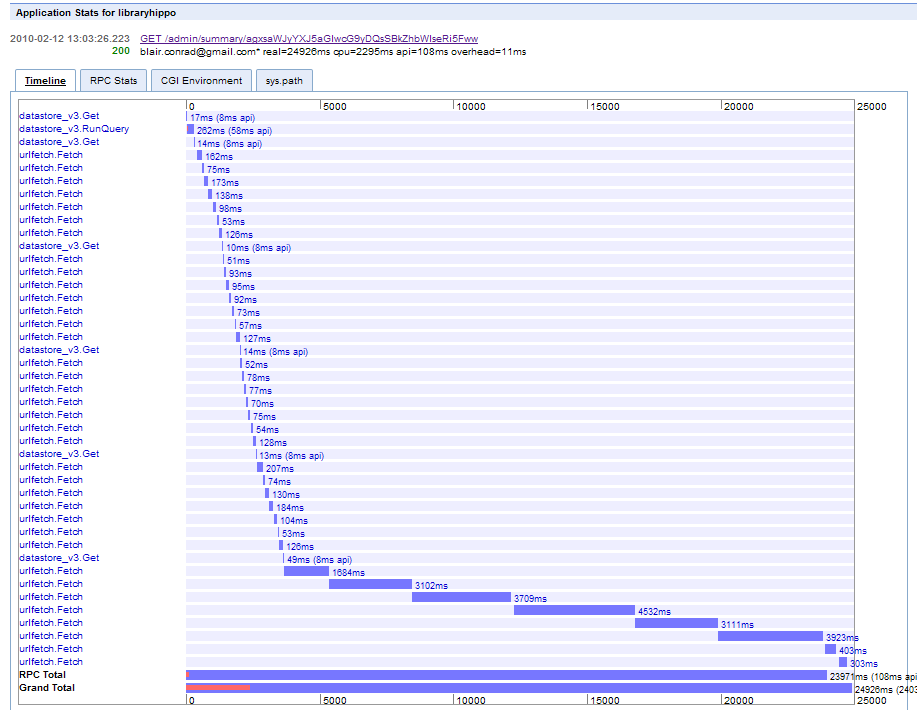 Application Stats for libraryhippo
2010-02-12 13:03:26.223 GET /admin/summary/agxsaWJyYXJ5aGlwcG9yDQsSBkZhbWlseRi5Fww
200 blair.conrad@gmail.com* real=24926ms cpu=2295ms api=108ms overhead=11ms
Timeline RPC Stats CGI Environment sys.path
0 5000 10000 15000 20000 25000
datastore_v3.Get 17ms (8ms api)
datastore_v3.RunQuery 262ms (58ms api)
datastore_v3.Get 14ms (8ms api)
urlfetch.Fetch 162ms
urlfetch.Fetch 75ms
urlfetch.Fetch 173ms
urlfetch.Fetch 138ms
urlfetch.Fetch 98ms
urlfetch.Fetch 53ms
urlfetch.Fetch 126ms
datastore_v3.Get 10ms (8ms api)
urlfetch.Fetch 51ms
urlfetch.Fetch 93ms
urlfetch.Fetch 95ms
urlfetch.Fetch 92ms
urlfetch.Fetch 73ms
urlfetch.Fetch 57ms
urlfetch.Fetch 127ms
datastore_v3.Get 14ms (8ms api)
urlfetch.Fetch 52ms
urlfetch.Fetch 78ms
urlfetch.Fetch 77ms
urlfetch.Fetch 70ms
urlfetch.Fetch 75ms
urlfetch.Fetch 54ms
urlfetch.Fetch 128ms
datastore_v3.Get 13ms (8ms api)
urlfetch.Fetch 207ms
urlfetch.Fetch 74ms
urlfetch.Fetch 130ms
urlfetch.Fetch 184ms
urlfetch.Fetch 104ms
urlfetch.Fetch 53ms
urlfetch.Fetch 126ms
datastore_v3.Get 49ms (8ms api)
urlfetch.Fetch 1684ms
urlfetch.Fetch 3102ms
urlfetch.Fetch 3709ms
urlfetch.Fetch 4532ms
urlfetch.Fetch 3111ms
urlfetch.Fetch 3923ms
urlfetch.Fetch 403ms
urlfetch.Fetch 303ms
RPC Total 23971ms (108ms api
Grand Total 24926ms (2403
0 5000 10000 15000 20000 25000